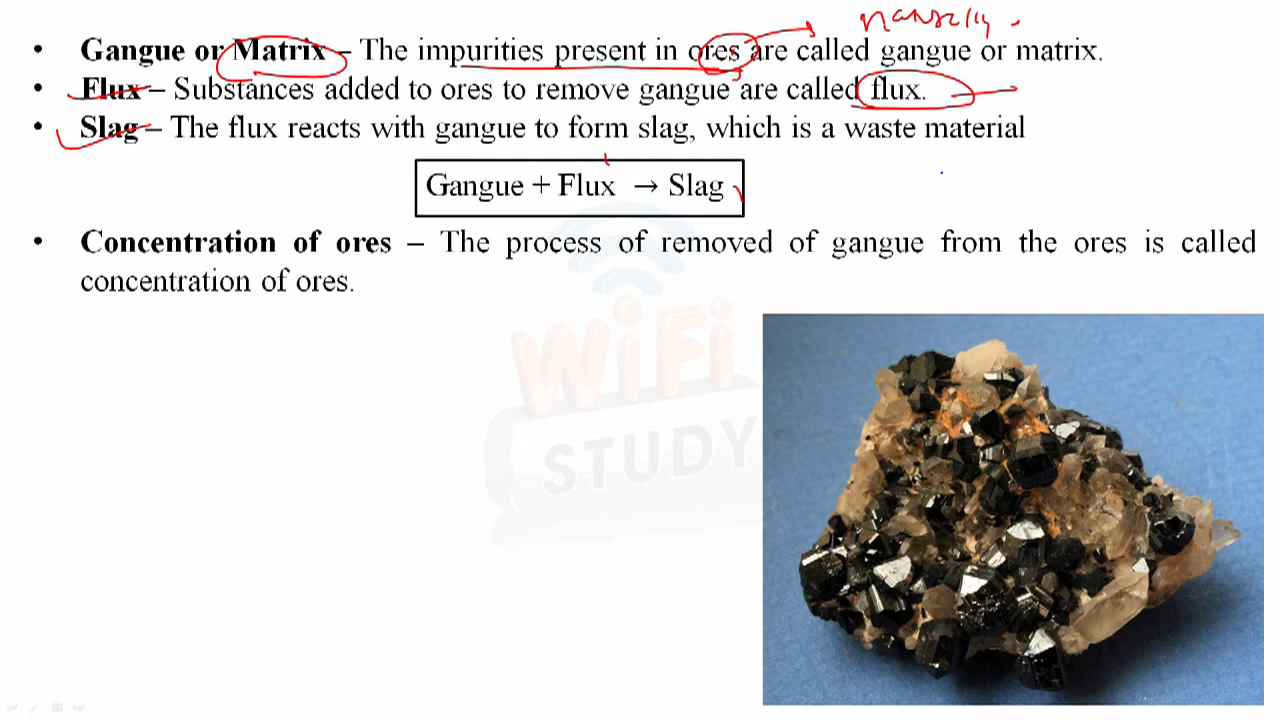 naturally.
• Gangue or Matrix – The impurities present in ores are called gangue or matrix.
• Flux – Substances added to ores to remove gangue are called flux.
• Slag – The flux reacts with gangue to form slag, which is a waste material
Gangue + Flux → Slag
• Concentration of ores – The process of removed of gangue from the ores is called
concentration of ores.
WiFi
STUDY